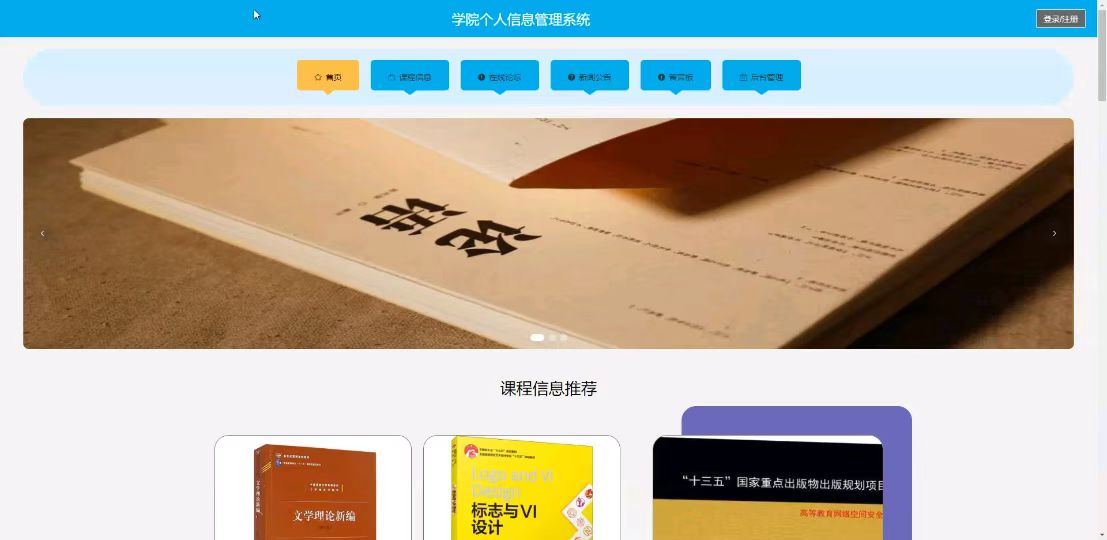 学院个人信息管理系统
登录/注册
首页
课程信息
在线论坛
新闻公告
留言板
后台管理
论语
课程信息推荐
文学理论新编
Logo and VI
Design
标志与VI
设计
“十三五”国家重点出版物出版规划项目
高等教育网络空间安全